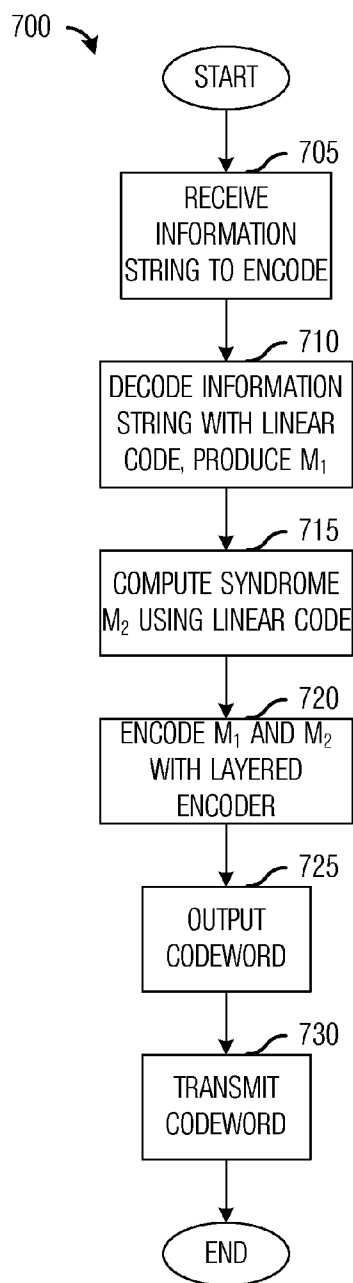 700
START
705
RECEIVE
INFORMATION
STRING TO ENCODE
710
DECODE INFORMATION
STRING WITH LINEAR
CODE, PRODUCE M₁
715
COMPUTE SYNDROME
M₂ USING LINEAR CODE
720
ENCODE M₁ AND M₂
WITH LAYERED
ENCODER
725
OUTPUT
CODEWORD
730
TRANSMIT
CODEWORD
END